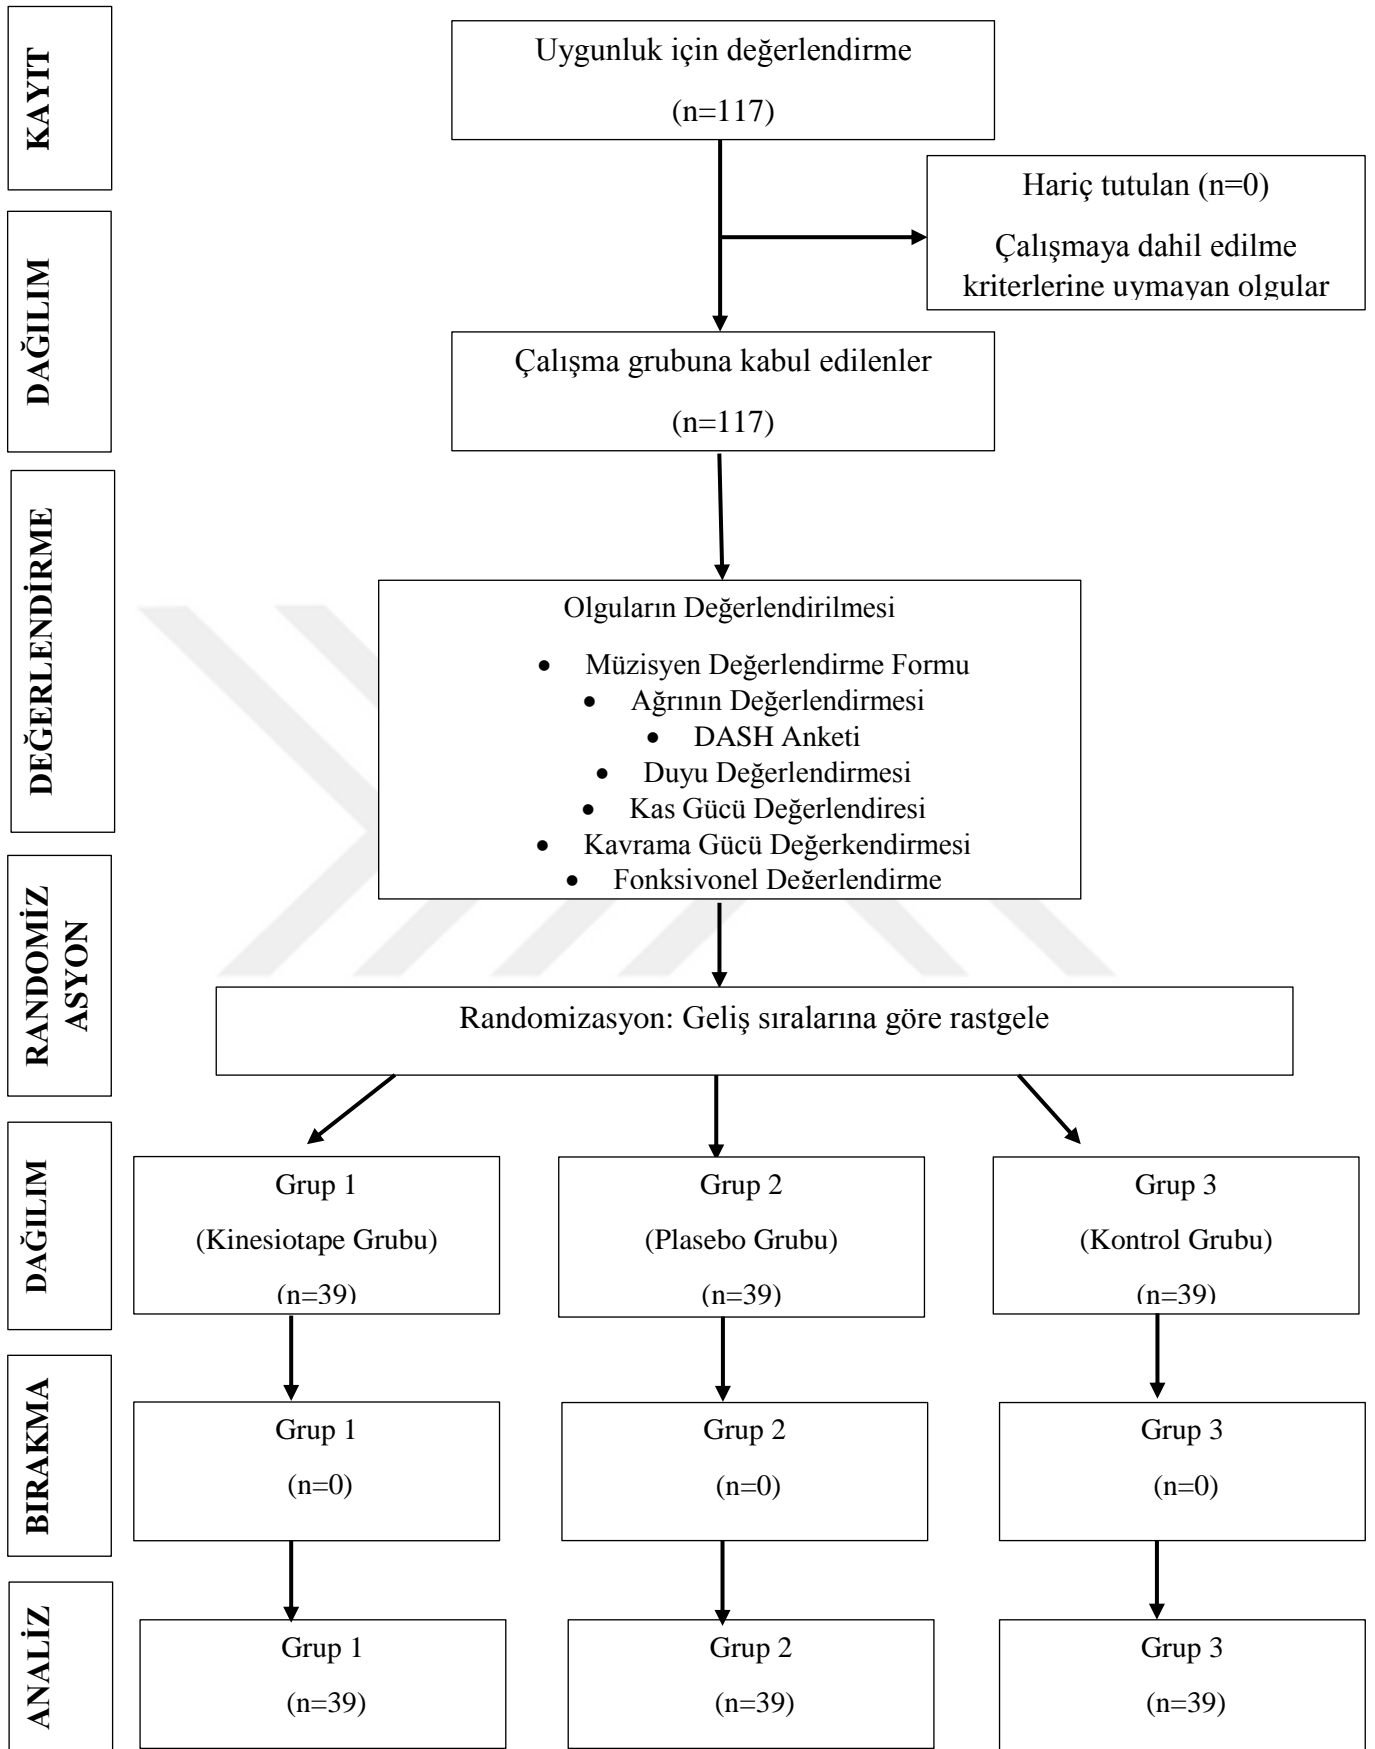 KAYIT
Uygunluk için değerlendirme
(n=117)
Hariç tutulan (n=0)
Çalışmaya dahil edilme
kriterlerine uymayan olgular
DAĞILIM
Çalışma grubuna kabul edilenler
(n=117)
DEĞERLENDİRME
Olguların Değerlendirilmesi
• Müzisyen Değerlendirme Formu
• Ağrının Değerlendirmesi
• DASH Anketi
• Duyu Değerlendirmesi
• Kas Gücü Değerlendiresi
• Kavrama Gücü Değerkendirmesi
• Fonksiyonel Değerlendirme
RANDOMİZ
ASYON
Randomizasyon: Geliş sıralarına göre rastgele
DAĞILIM
Grup 1
(Kinesiotape Grubu)
(n=39)
Grup 2
(Plasebo Grubu)
(n=39)
Grup 3
(Kontrol Grubu)
(n=39)
BIRAKMA
Grup 1
(n=0)
Grup 2
(n=0)
Grup 3
(n=0)
ANALİZ
Grup 1
(n=39)
Grup 2
(n=39)
Grup 3
(n=39)